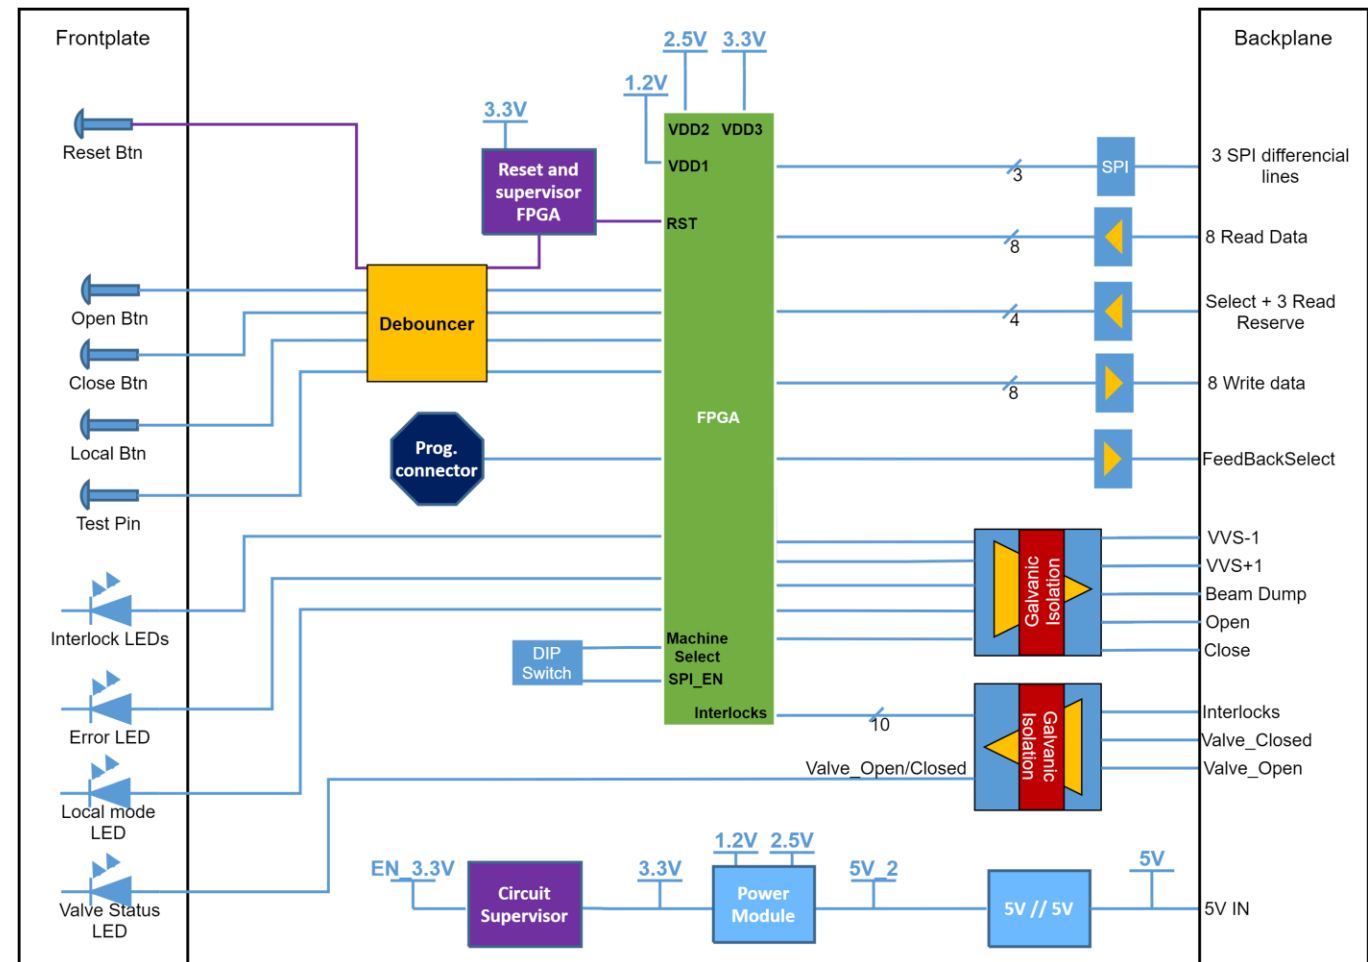 Frontplate
Backplane
2.5V
3.3V
1.2V
3.3V
VDD2
VDD3
VDD1
RST
Reset Btn
Reset and
supervisor
FPGA
3
SPI
3 SPI differencial
lines
8
8 Read Data
Open Btn
Debouncer
4
Select + 3 Read
Reserve
Close Btn
8
8 Write data
FPGA
Local Btn
Prog.
connector
FeedBackSelect
Test Pin
Galvanic
Isolation
VVS-1
VVS+1
Beam Dump
Open
Close
Interlock LEDs
DIP
Switch
Machine
Select
SPI_EN
Interlocks
10
Galvanic
Isolation
Interlocks
Valve_Closed
Valve_Open
Error LED
Valve_Open/Closed
Local mode
LED
EN_3.3V
Circuit
Supervisor
3.3V
1.2V
2.5V
Power
Module
5V_2
5V // 5V
5V
5V IN
Valve Status
LED